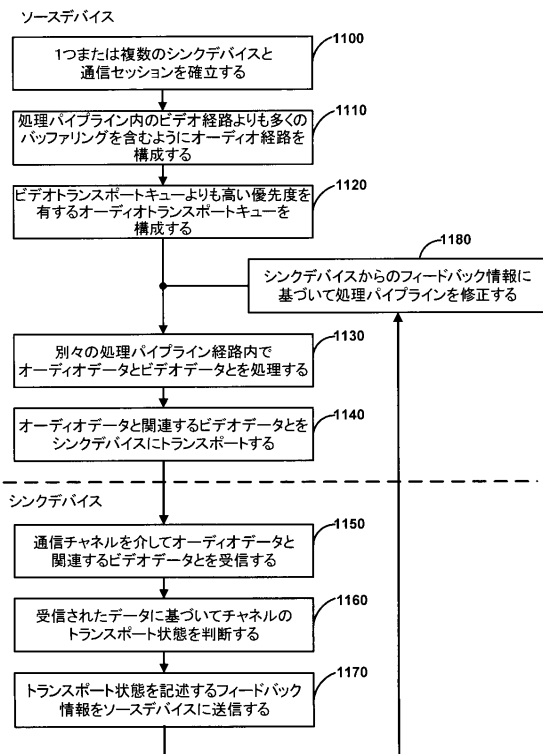 ソースデバイス
1100
1つまたは複数のシンクデバイスと
通信セッションを確立する
1110
処理パイプライン内のビデオ経路よりも多くの
バッファリングを含むようにオーディオ経路を
構成する
1120
ビデオトランスポートキューよりも高い優先度を
有するオーディオトランスポートキューを
構成する
1180
シンクデバイスからのフィードバック情報に
基づいて処理パイプラインを修正する
1130
別々の処理パイプライン経路内で
オーディオデータとビデオデータとを処理する
1140
オーディオデータと関連するビデオデータとを
シンクデバイスにトランスポートする
シンクデバイス
1150
通信チャネルを介してオーディオデータと
関連するビデオデータとを受信する
1160
受信されたデータに基づいてチャネルの
トランスポート状態を判断する
1170
トランスポート状態を記述するフィードバック
情報をソースデバイスに送信する